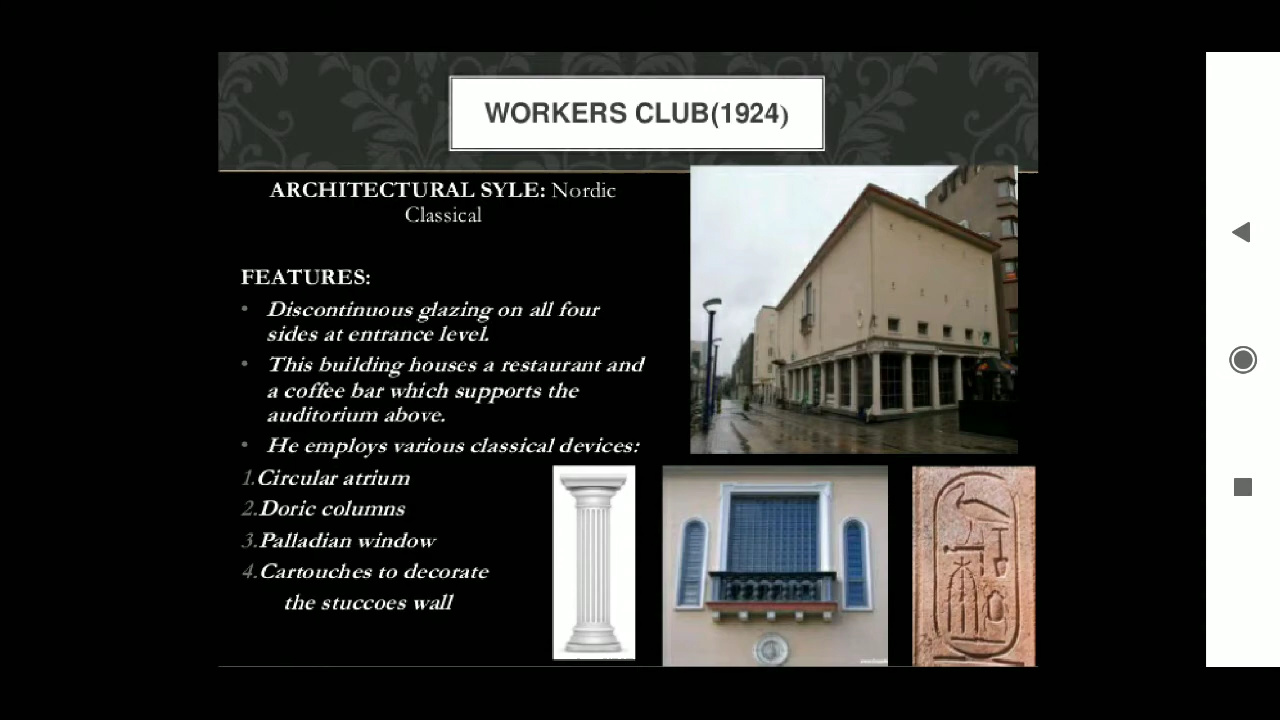 WORKERS CLUB(1924)
ARCHITECTURAL SYLE: Nordic
Classical
FEATURES:
• Discontinuous glazing on all four
sides at entrance level.
• This building houses a restaurant and
a coffee bar which supports the
auditorium above.
• He employs various classical devices:
1.Circular atrium
2.Doric columns
3.Palladian window
4.Cartouches to decorate
the stuccoes wall